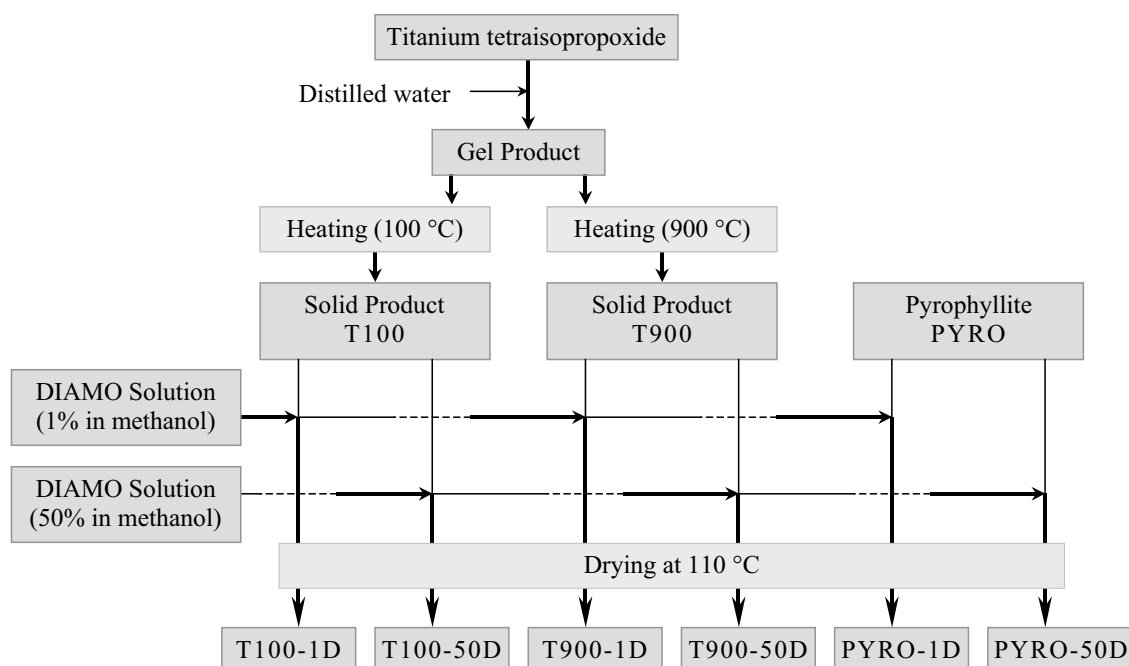 Titanium tetraisopropoxide
Distilled water
Gel Product
Heating (100 °C)
Heating (900 °C)
Solid Product
T100
Solid Product
T900
Pyrophyllite
PYRO
DIAMO Solution
(1% in methanol)
DIAMO Solution
(50% in methanol)
Drying at 110 °C
T100-1D
T100-50D
T900-1D
T900-50D
PYRO-1D
PYRO-50D